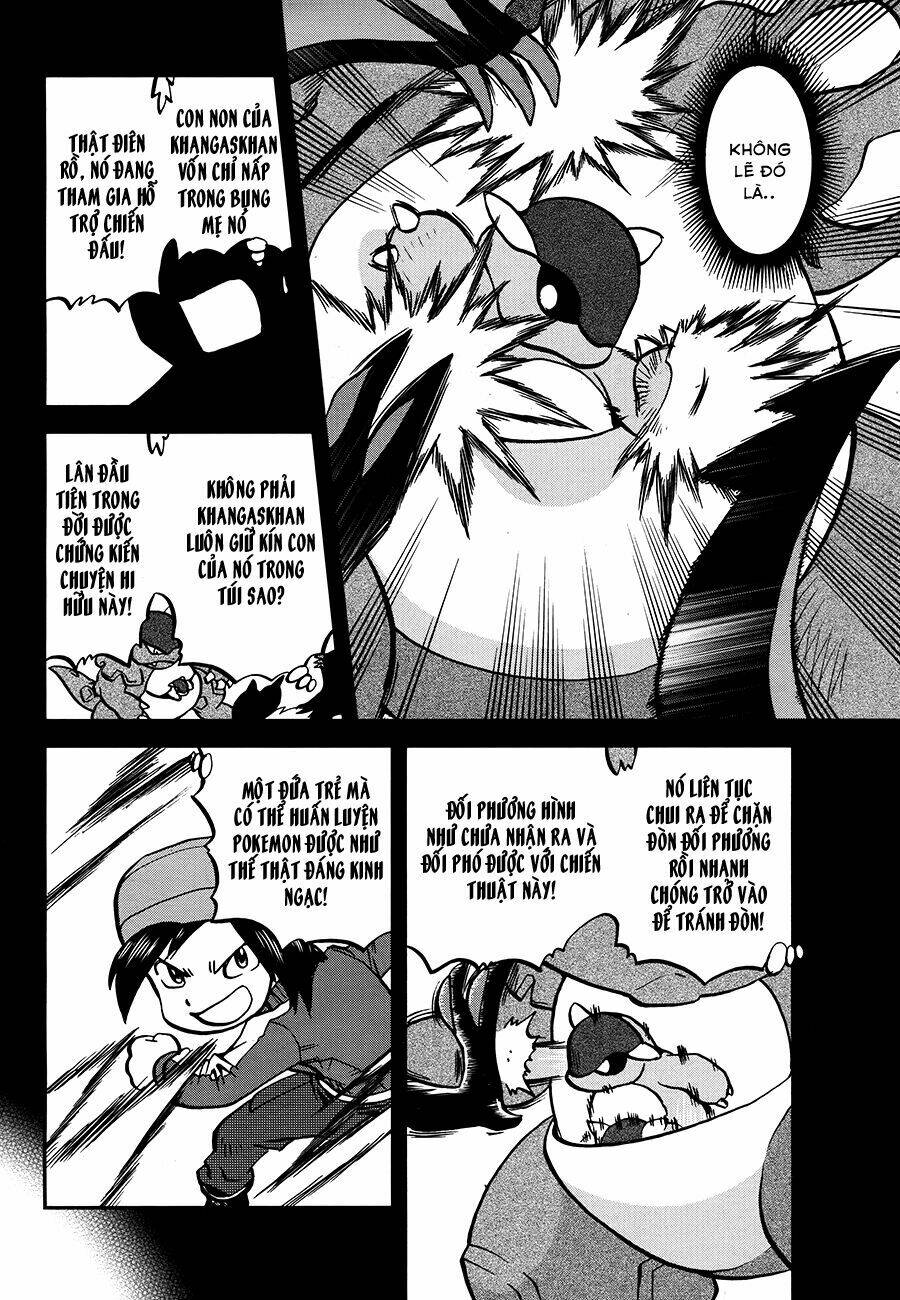 KHÔNG
LẼ ĐÓ
LÀ..
CON NON CỦA
KHANGASKHAN
VỐN CHỈ NẤP
TRONG BỤNG
MẸ NÓ
THẬT ĐIÊN
RỒ, NÓ ĐANG
THAM GIA HỖ
TRỢ CHIẾN
ĐẤU!
KHÔNG PHẢI
KHANGASKHAN
LUÔN GIỮ KÍN CON
CỦA NÓ TRONG
TÚI SAO?
LẦN ĐẦU
TIÊN TRONG
ĐỜI ĐƯỢC
CHỨNG KIẾN
CHUYỆN HI
HỮU NÀY!
NÓ LIÊN TỤC
CHUI RA ĐỂ CHẶN
ĐÒN ĐỐI PHƯƠNG
RỒI NHANH
CHÓNG TRỞ VÀO
ĐỂ TRÁNH ĐÒN!
ĐỐI PHƯƠNG HÌNH
NHƯ CHƯA NHẬN RA VÀ
ĐỐI PHÓ ĐƯỢC VỚI CHIẾN
THUẬT NÀY!
MỘT ĐỨA TRẺ MÀ
CÓ THỂ HUẤN LUYỆN
POKEMON ĐƯỢC NHƯ
THẾ THẬT ĐÁNG KINH
NGẠC!